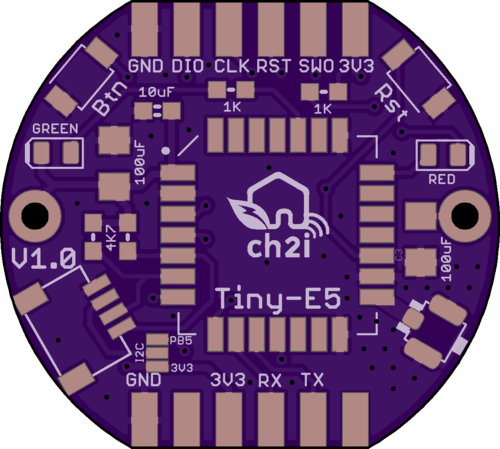 GND DIO CLK RST SWO 3V3
Btn
10uF
1K
1K
Rst
GREEN
100uF
RED
4K7
ch2i
C3
100uF
V1.0
Tiny-E5
I2C
PB5
3V3
GND 3V3 RX TX